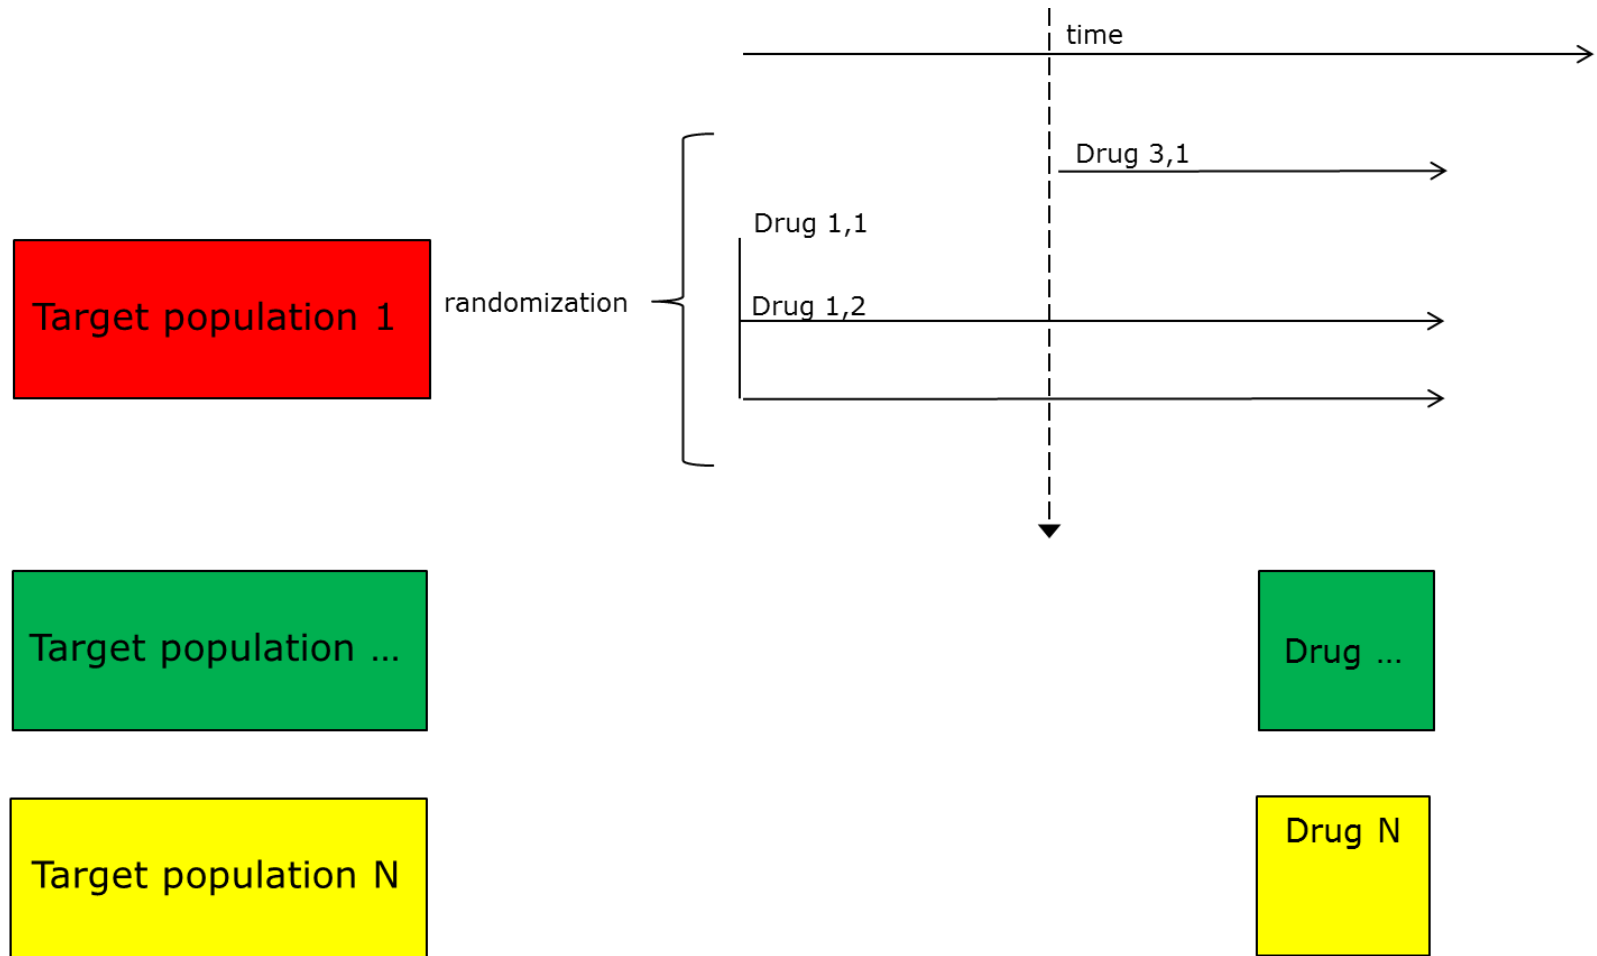 time
Drug 3,1
Drug 1,1
Target population 1
randomization
Drug 1,2
Target population ...
Drug ...
Target population N
Drug N